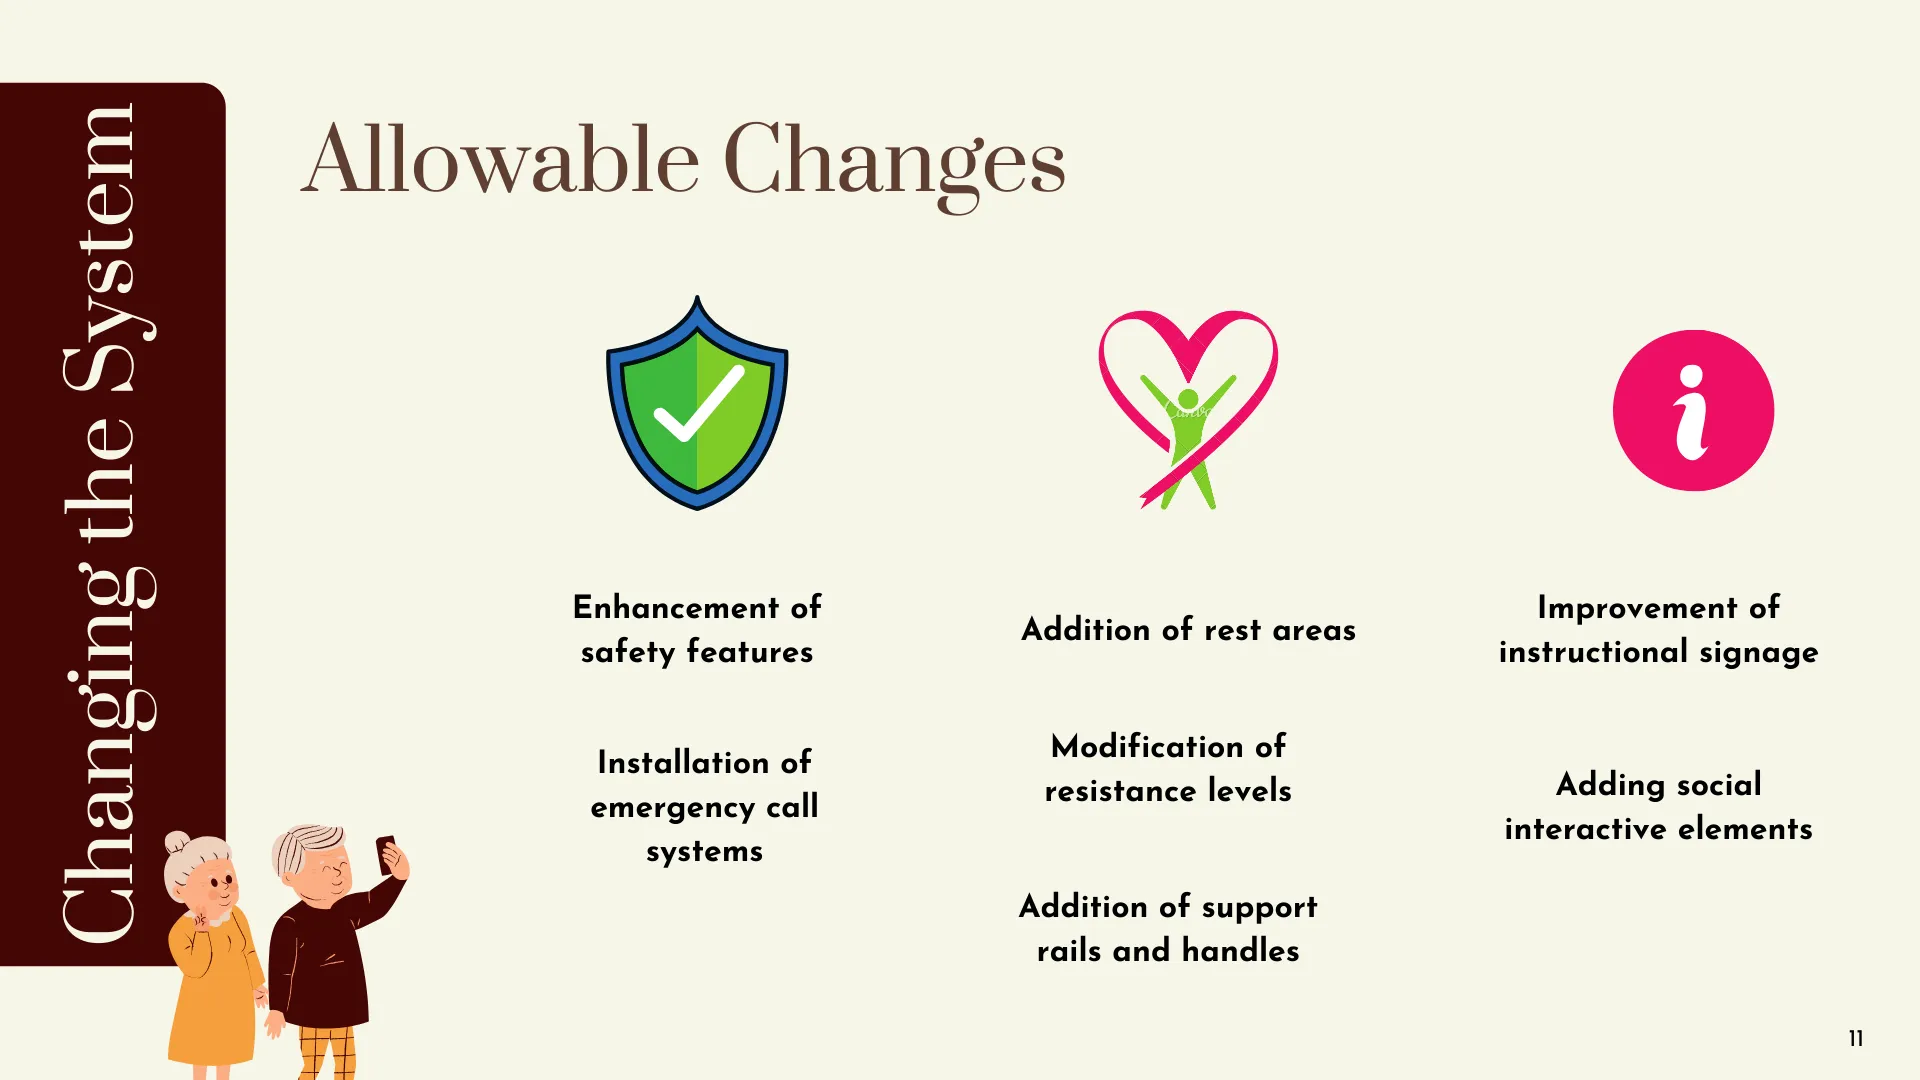 Changing the System
Allowable Changes
Canva
i
Enhancement of
safety features
Installation of
emergency call
systems
Addition of rest areas
Modification of
resistance levels
Addition of support
rails and handles
Improvement of
instructional signage
Adding social
interactive elements
11